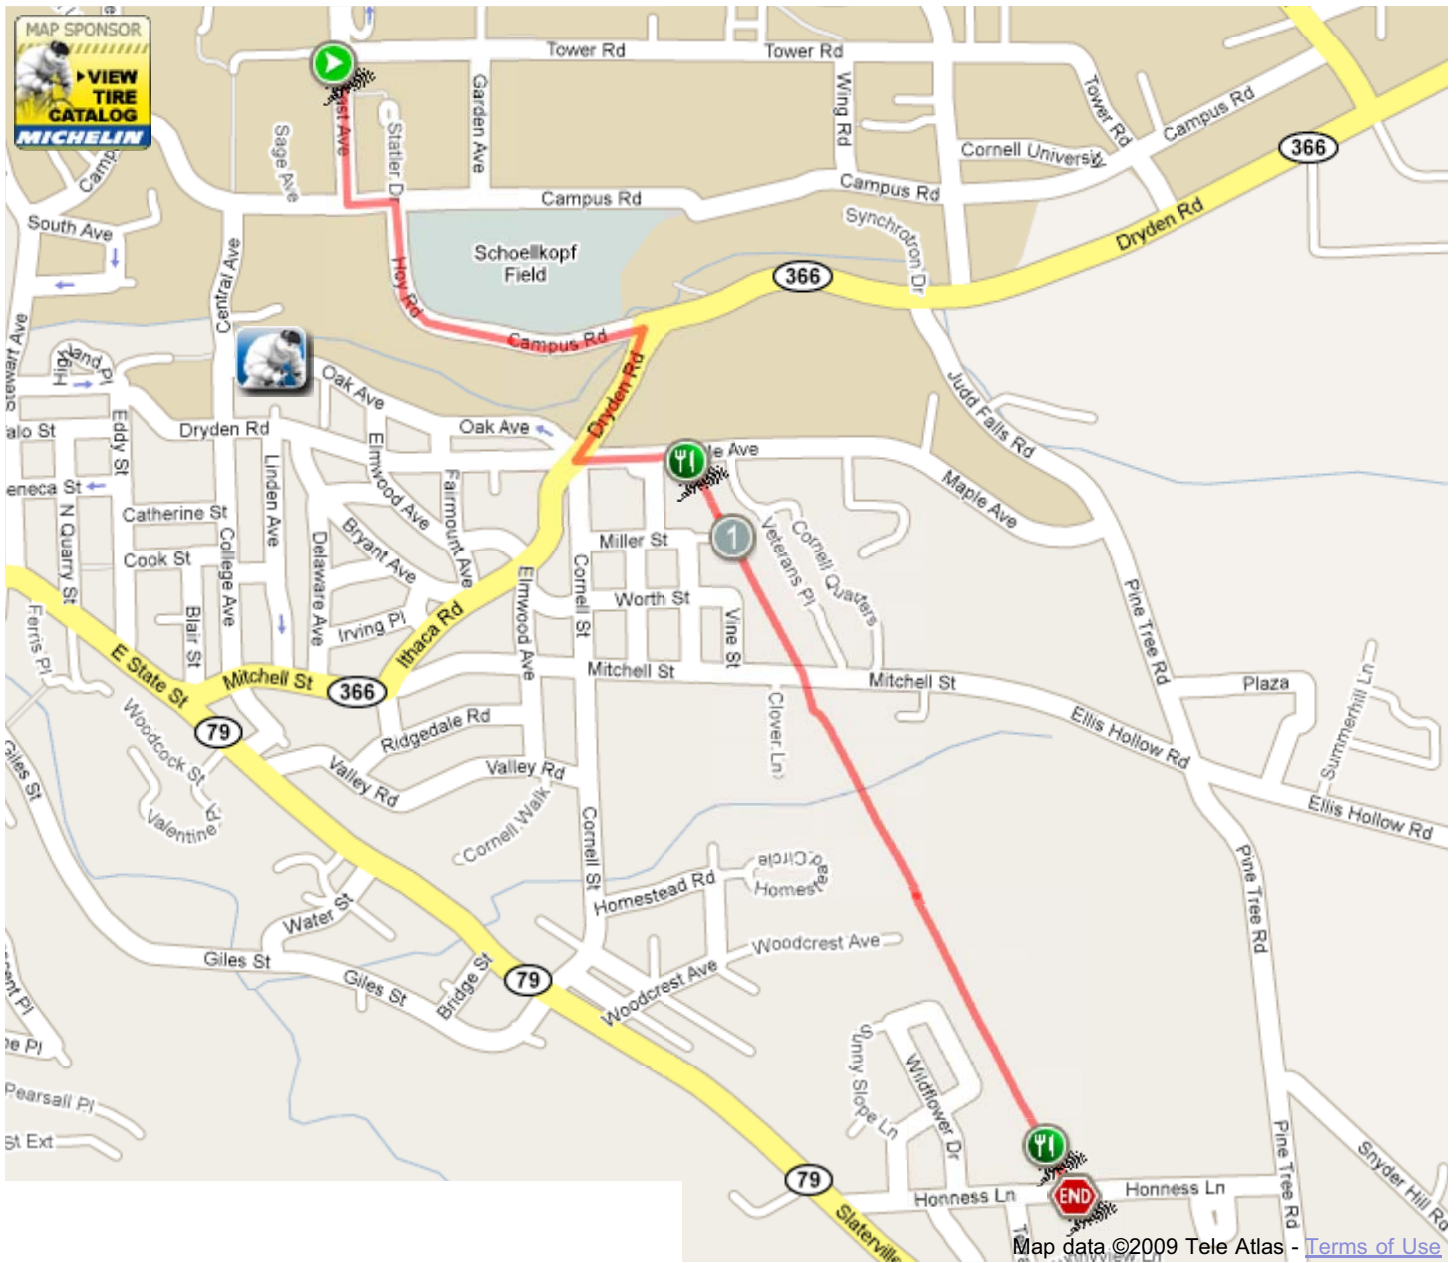 MAP SPONSOR
VIEW
TIRE
CATALOG
MICHELIN
Tower Rd
Tower Rd
Tower Rd
Garden Ave
Wing Rd
Statler Dr
Sage Ave
Campus Rd
Cornell University
366
Campus Rd
Campus Rd
South Ave
Synchrotron Dr
Dryden Rd
Schoellkopf
Field
366
Central Ave
Hoy Rd
Campus Rd
Oak Ave
Dryden Rd
Judd Falls Rd
Dryden Rd
Oak Ave
Eddy St
Linden Ave
Elmwood Ave
Fairmount Ave
Maple Ave
N Quarry St
Catherine St
Cook St
College Ave
Delaware Ave
Bryant Ave
Miller St
1
Veterans Pl
Cornell Quarters
Pine Tree Rd
Ferris Pl
Blair St
Irving Pl
Ithaca Rd
Elmwood Ave
Cornell St
Worth St
Vine St
E State St
Mitchell St
366
Mitchell St
Mitchell St
Plaza
Summerhill Ln
79
Woodcock St
Ridgedale Rd
Clover Ln
Ellis Hollow Rd
Giles St
Valley Rd
Valley Rd
Ellis Hollow Rd
Cornell Walk
Cornell St
Homestead Rd
Pine Tree Rd
Water St
Woodcrest Ave
Giles St
Giles St
Bridge St
79
Woodcrest Ave
Sunny Slope Ln
Wildflower Dr
Pearsall Pl
St Ext
Pine Tree Rd
Snyder Hill Rd
79
Honness Ln
END
Honness Ln
Map data ©2009 Tele Atlas - Terms of Use